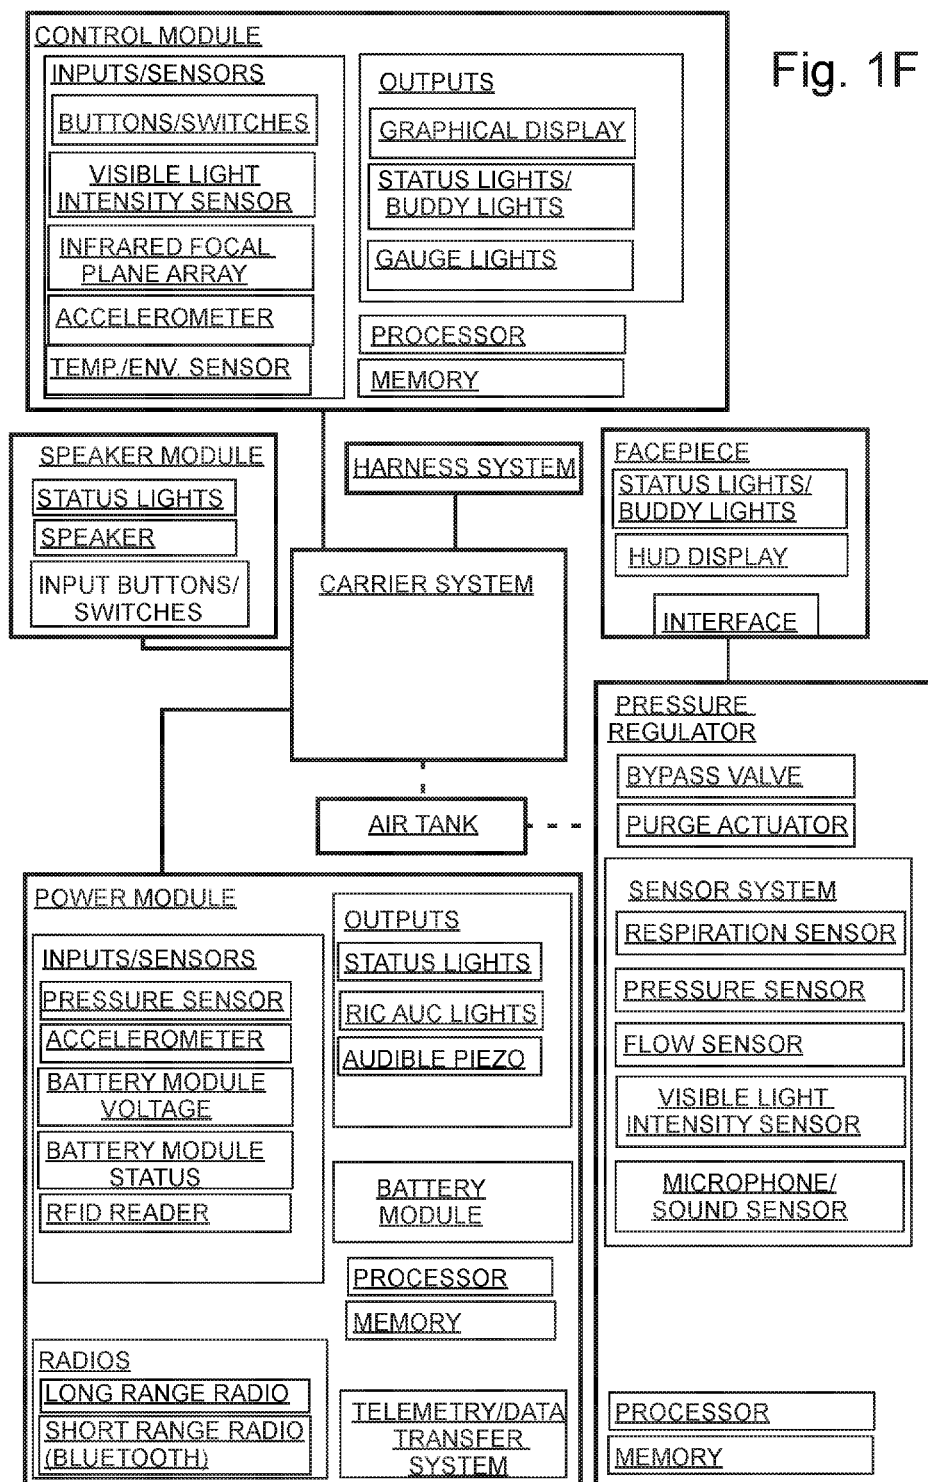 Fig. 1F
CONTROL MODULE
INPUTS/SENSORS
BUTTONS/SWITCHES
VISIBLE LIGHT
INTENSITY SENSOR
INFRARED FOCAL
PLANE ARRAY
ACCELEROMETER
TEMP./ENV. SENSOR
OUTPUTS
GRAPHICAL DISPLAY
STATUS LIGHTS/
BUDDY LIGHTS
GAUGE LIGHTS
PROCESSOR
MEMORY
SPEAKER MODULE
STATUS LIGHTS
SPEAKER
INPUT BUTTONS/
SWITCHES
HARNESS SYSTEM
FACEPIECE
STATUS LIGHTS/
BUDDY LIGHTS
HUD DISPLAY
INTERFACE
CARRIER SYSTEM
AIR TANK
PRESSURE
REGULATOR
BYPASS VALVE
PURGE ACTUATOR
SENSOR SYSTEM
RESPIRATION SENSOR
PRESSURE SENSOR
FLOW SENSOR
VISIBLE LIGHT
INTENSITY SENSOR
MICROPHONE/
SOUND SENSOR
PROCESSOR
MEMORY
POWER MODULE
INPUTS/SENSORS
PRESSURE SENSOR
ACCELEROMETER
BATTERY MODULE
VOLTAGE
BATTERY MODULE
STATUS
RFID READER
OUTPUTS
STATUS LIGHTS
RIC AUC LIGHTS
AUDIBLE PIEZO
BATTERY
MODULE
PROCESSOR
MEMORY
RADIOS
LONG RANGE RADIO
SHORT RANGE RADIO
(BLUETOOTH)
TELEMETRY/DATA
TRANSFER
SYSTEM